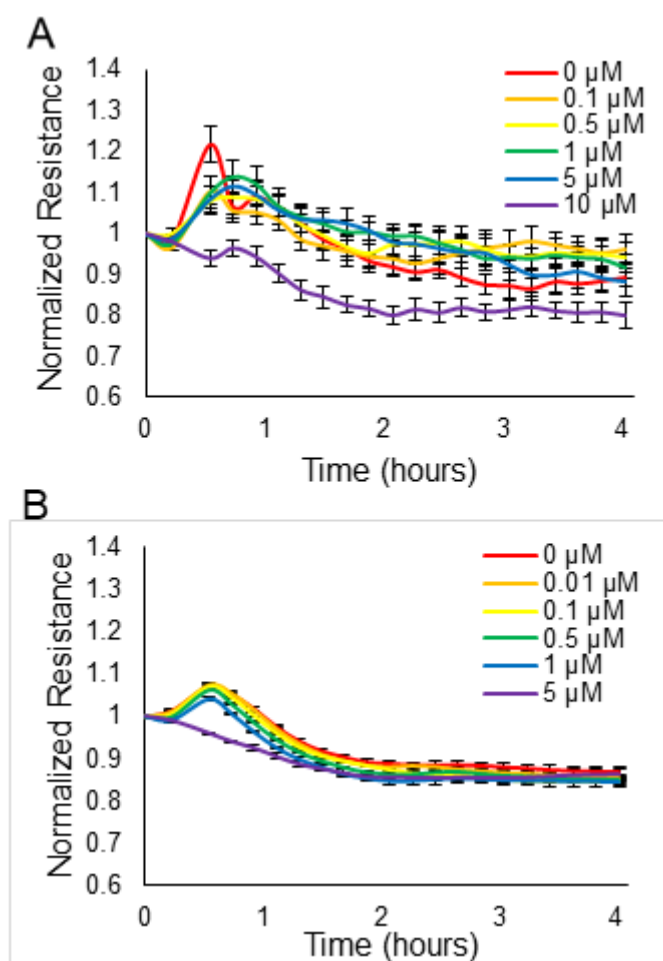 A
1.4
1.3
1.2
1.1
1
0.9
0.8
0.7
0.6
Normalized Resistance
0 µM
0.1 µM
0.5 µM
1 µM
5 µM
10 µM
0 1 2 3 4
Time (hours)
B
1.4
1.3
1.2
1.1
1
0.9
0.8
0.7
0.6
Normalized Resistance
0 µM
0.01 µM
0.1 µM
0.5 µM
1 µM
5 µM
0 1 2 3 4
Time (hours)